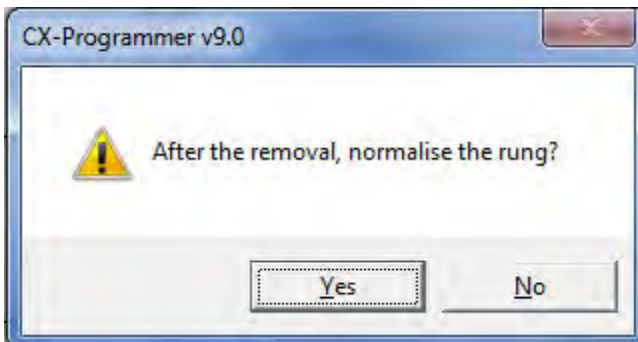 CX-Programmer v9.0
After the removal, normalise the rung?
Yes
No